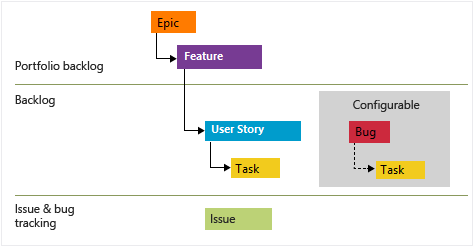 Epic
Feature
Portfolio backlog
Backlog
Configurable
User Story
Bug
Task
Task
Issue & bug
tracking
Issue